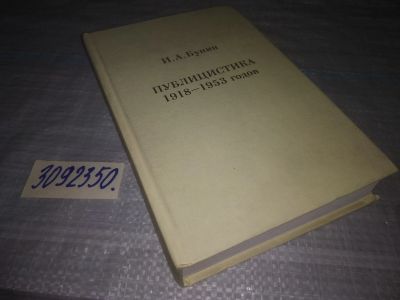 И.А.Бунин
ПУБЛИЦИСТИКА
1918—1953 годов
3092350.